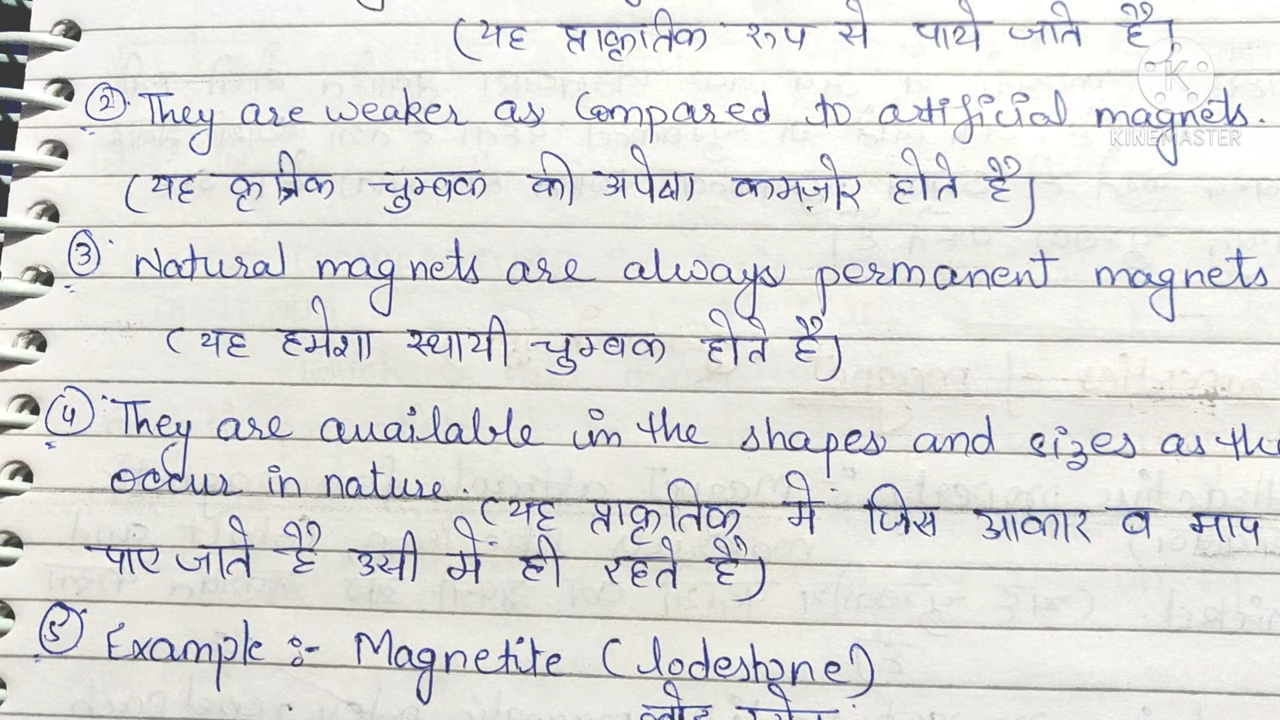 (यह प्राकृतिक रूप से पाये जाते है)
② They are weaker as Compared to artificial magnets.
KINEMASTER
(यह कृत्रिक चुम्बक की अपेक्षा कमज़ोर होते है)
③ Natural magnets are always permanent magnets
(यह हमेशा स्थायी चुम्बक होते है)
④ They are available in the shapes and sizes as the
occur in nature. (यह प्राकृतिक में जिस आकार व माप
पाए जाते है उसी मे ही रहते है)
⑤ Example :- Magnetite (lodestone)